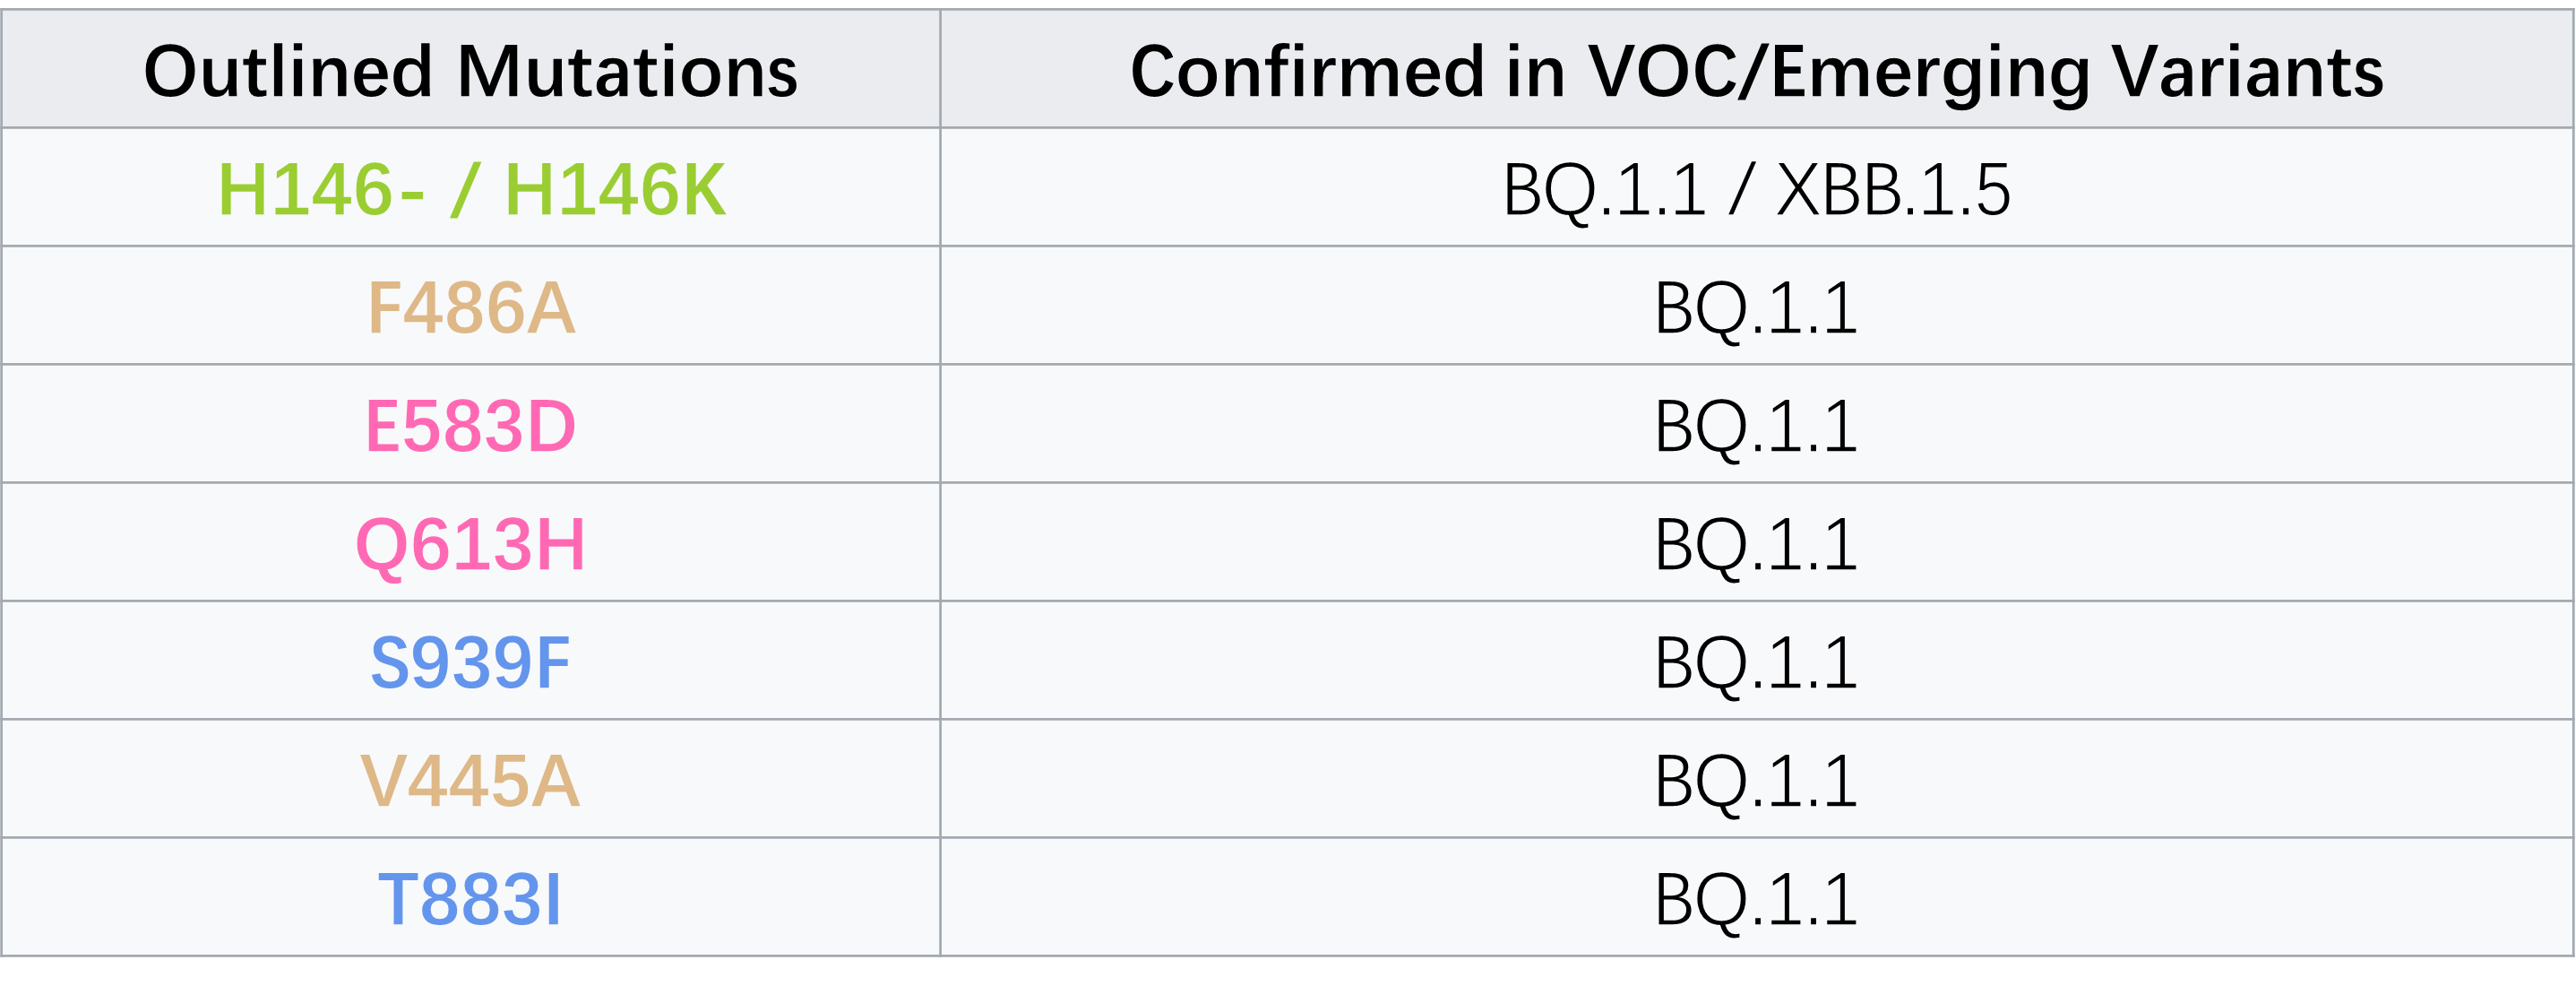 Outlined Mutations Confirmed in VOC/Emerging Variants
H146- / H146K BQ.1.1 / XBB.1.5
F486A BQ.1.1
E583D BQ.1.1
Q613H BQ.1.1
S939F BQ.1.1
V445A BQ.1.1
T883I BQ.1.1